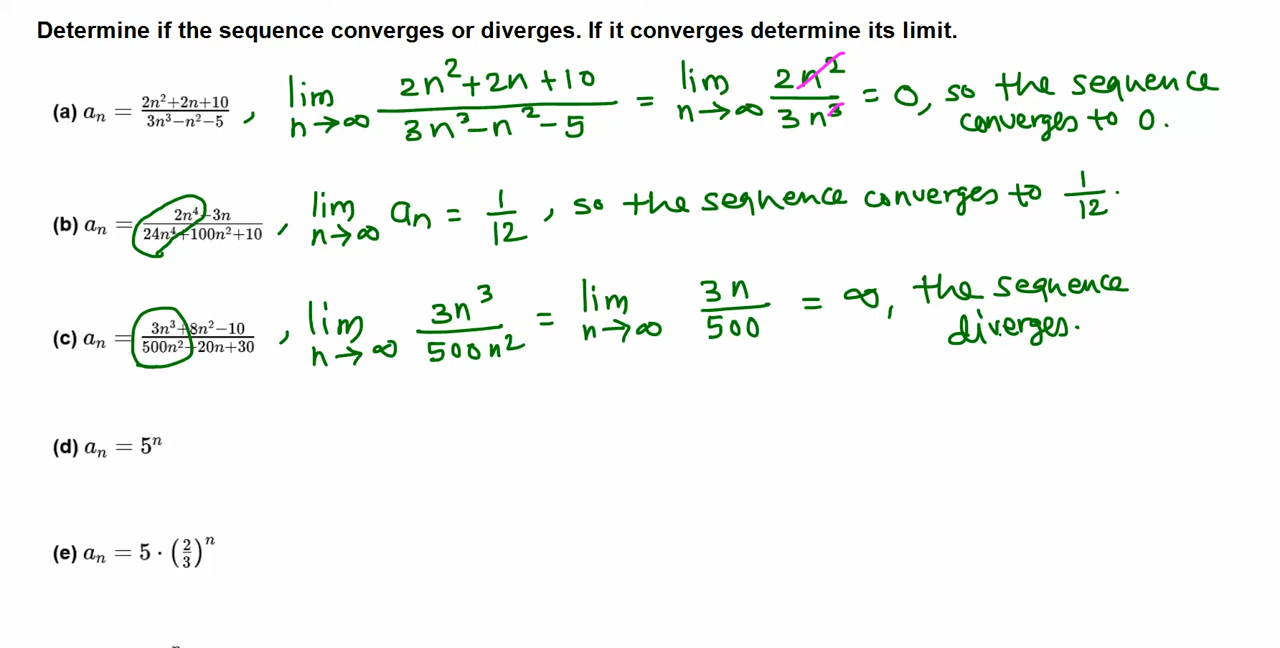 Determine if the sequence converges or diverges. If it converges determine its limit.
(a) aₙ = (2n²+2n+10)/(3n³−n²−5) , lim n→∞ (2n²+2n+10)/(3n³−n²−5) = lim n→∞ 2n²/3n³ = 0, so the sequence
converges to 0.
(b) aₙ = (2n⁴−3n)/(24n⁴+100n²+10) , lim n→∞ aₙ = 1/12 , so the sequence converges to 1/12.
(c) aₙ = (3n³+8n²−10)/(500n²+20n+30) , lim n→∞ 3n³/500n² = lim n→∞ 3n/500 = ∞, the sequence
diverges.
(d) aₙ = 5ⁿ
(e) aₙ = 5 · (2/3)ⁿ
n